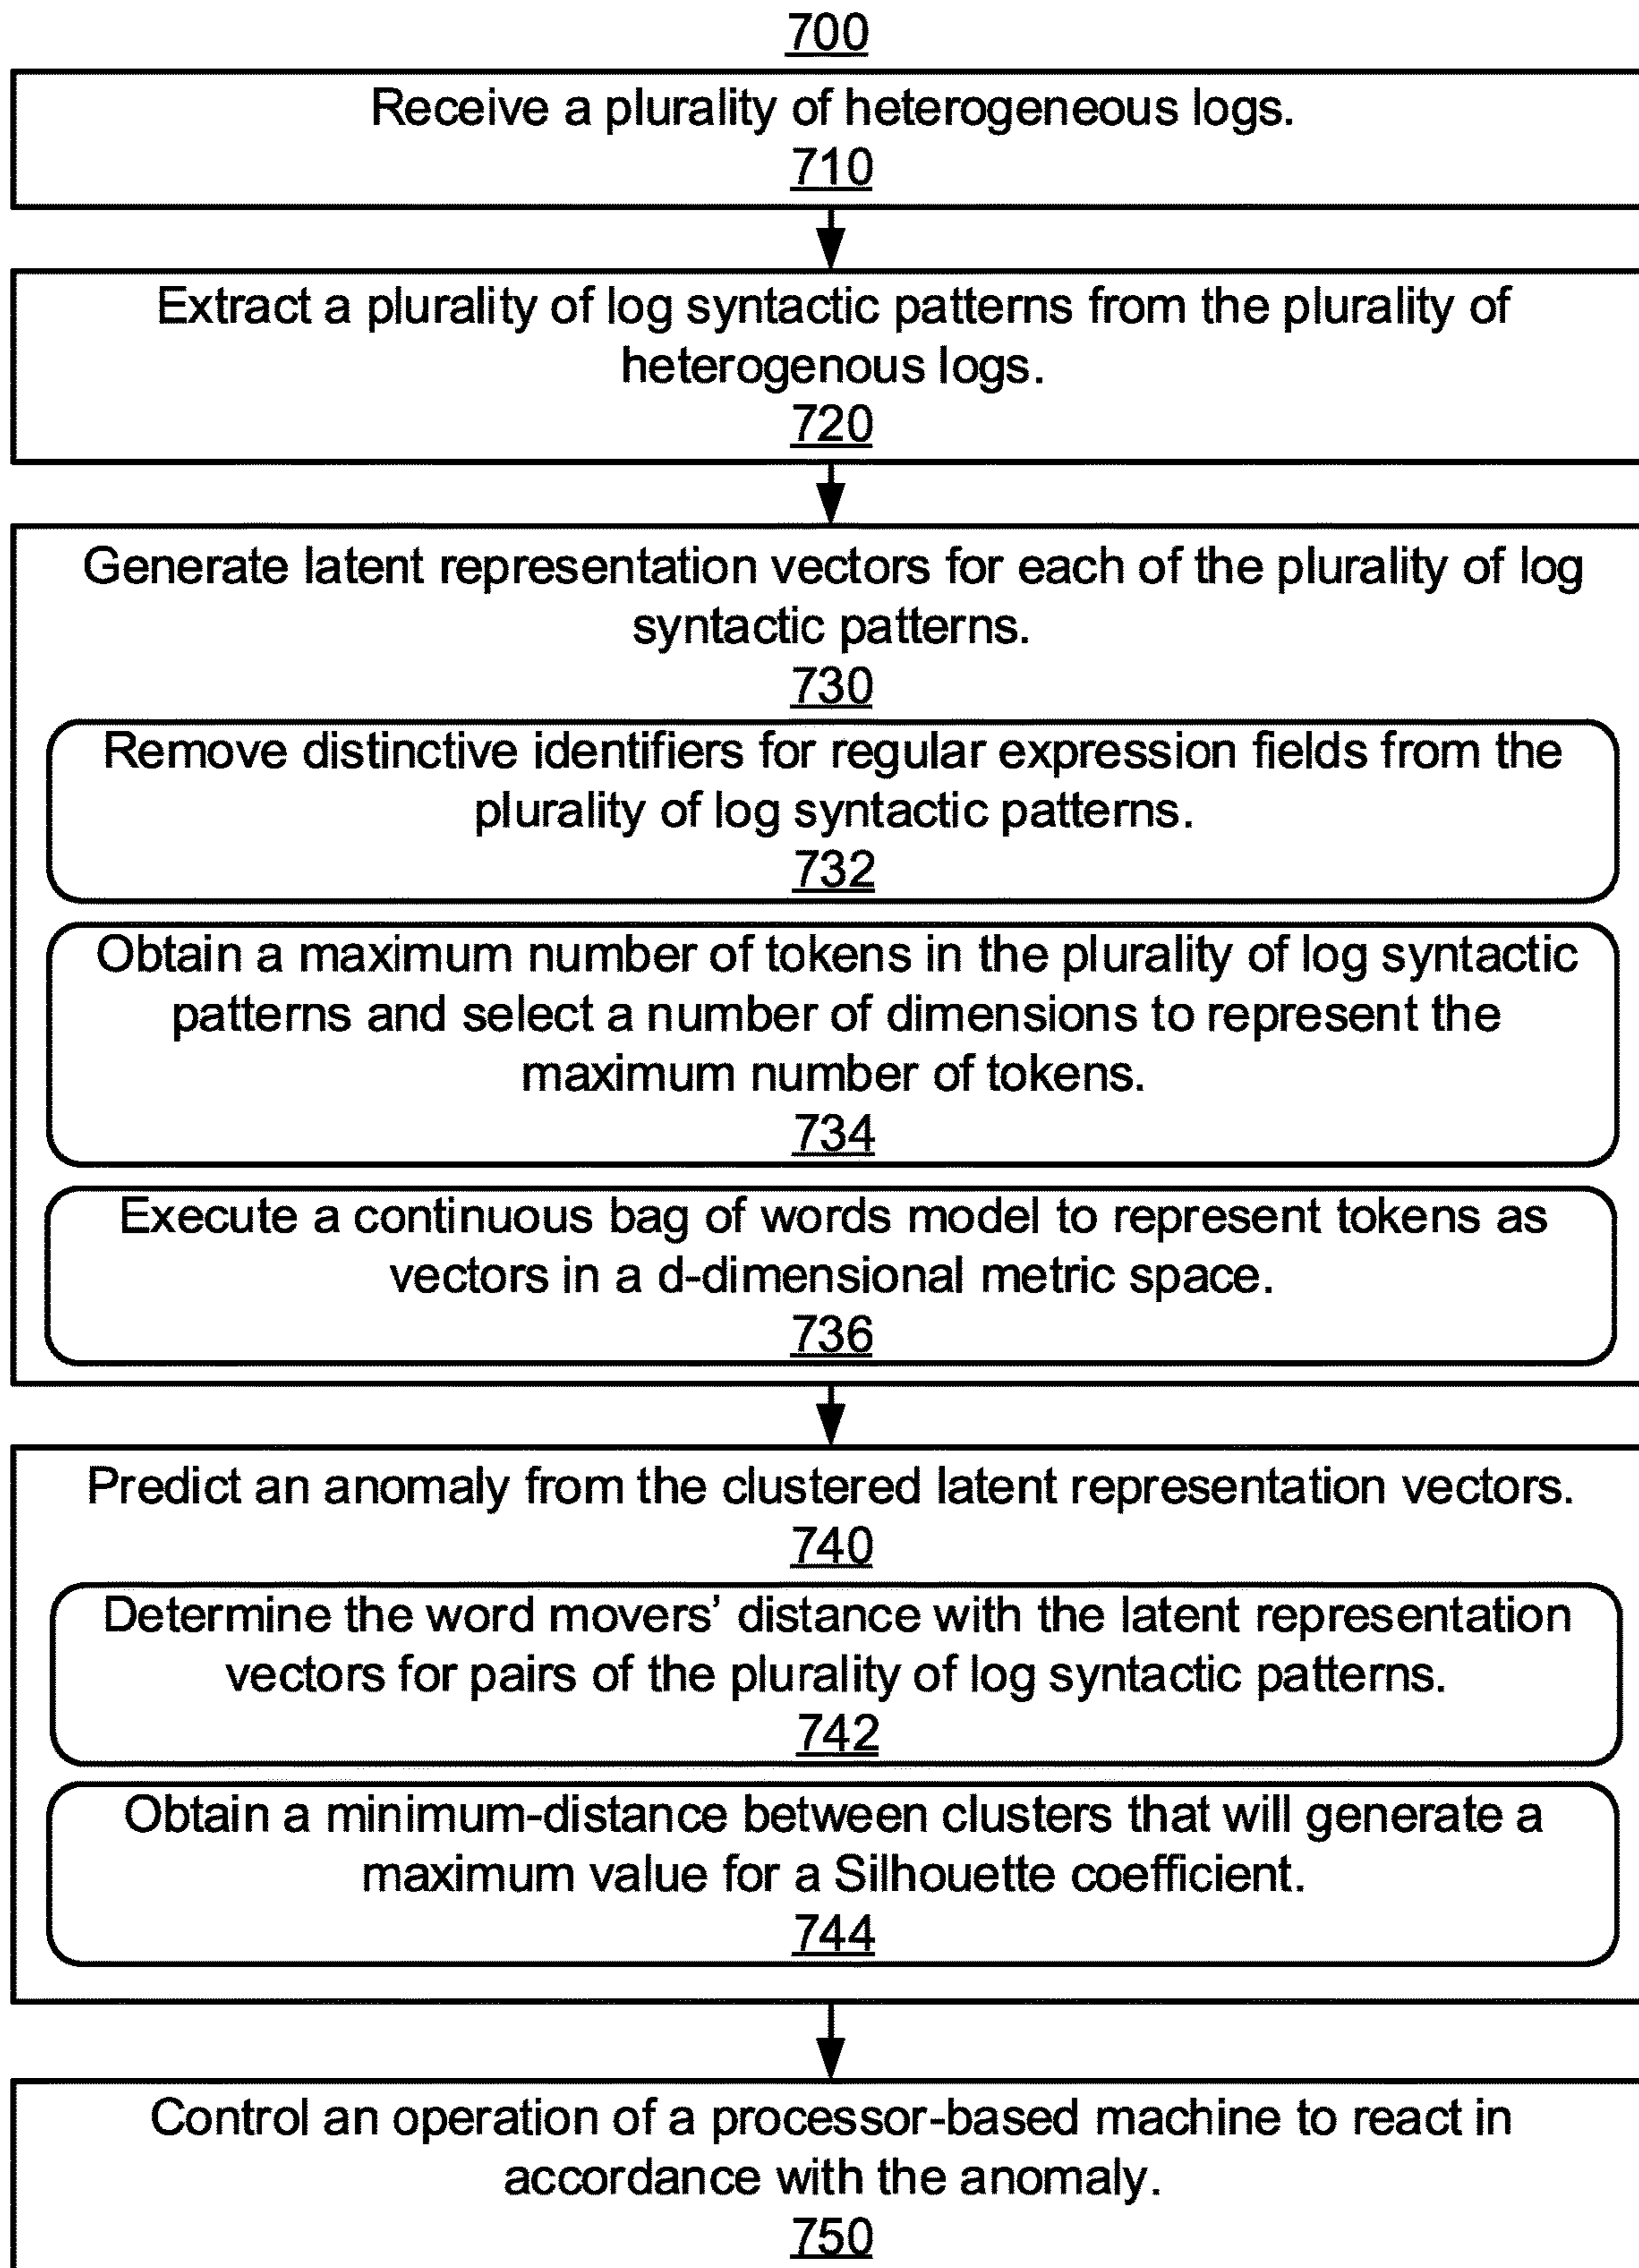 700
Receive a plurality of heterogeneous logs.
710
Extract a plurality of log syntactic patterns from the plurality of
heterogenous logs.
720
Generate latent representation vectors for each of the plurality of log
syntactic patterns.
730
Remove distinctive identifiers for regular expression fields from the
plurality of log syntactic patterns.
732
Obtain a maximum number of tokens in the plurality of log syntactic
patterns and select a number of dimensions to represent the
maximum number of tokens.
734
Execute a continuous bag of words model to represent tokens as
vectors in a d-dimensional metric space.
736
Predict an anomaly from the clustered latent representation vectors.
740
Determine the word movers’ distance with the latent representation
vectors for pairs of the plurality of log syntactic patterns.
742
Obtain a minimum-distance between clusters that will generate a
maximum value for a Silhouette coefficient.
744
Control an operation of a processor-based machine to react in
accordance with the anomaly.
750